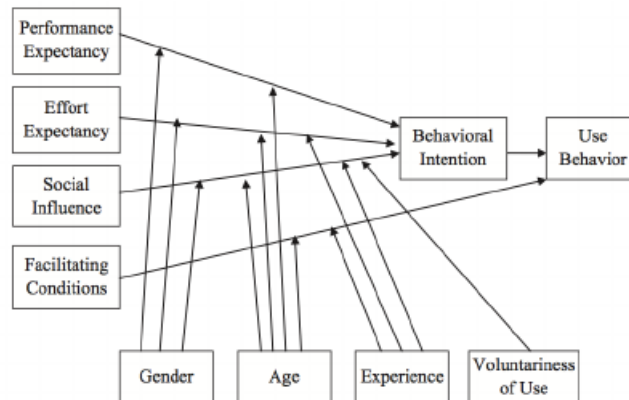 Performance
Expectancy
Effort
Expectancy
Behavioral
Intention
Use
Behavior
Social
Influence
Facilitating
Conditions
Gender
Age
Experience
Voluntariness
of Use